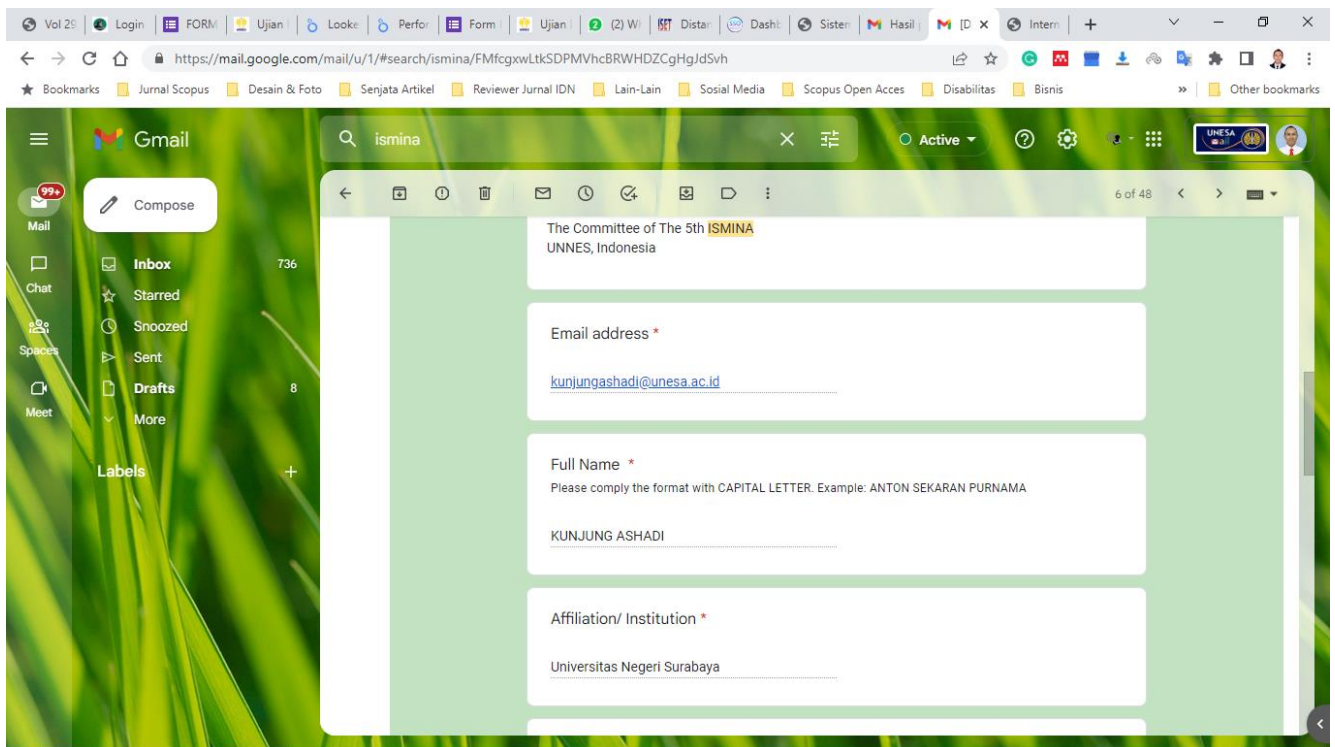 Vol 29
Login
FORM
Ujian
Looke
Perfor
Form
Ujian
(2) W
Distan
Dashb
Sistem
Hasil
[D
Intern
https://mail.google.com/mail/u/1/#search/ismina/FMfcgxwLtkSDPMVhcBRWHDZCgHgJdSvh
Bookmarks
Jurnal Scopus
Desain & Foto
Senjata Artikel
Reviewer Jurnal IDN
Lain-Lain
Sosial Media
Scopus Open Acces
Disabilitas
Bisnis
Other bookmarks
Gmail
ismina
Active
UNESA
99+
Mail
Compose
6 of 48
Chat
Spaces
Meet
Inbox 736
Starred
Snoozed
Sent
Drafts 8
More
Labels
The Committee of The 5th ISMINA
UNNES, Indonesia
Email address *
kunjungashadi@unesa.ac.id
Full Name *
Please comply the format with CAPITAL LETTER. Example: ANTON SEKARAN PURNAMA
KUNJUNG ASHADI
Affiliation/ Institution *
Universitas Negeri Surabaya